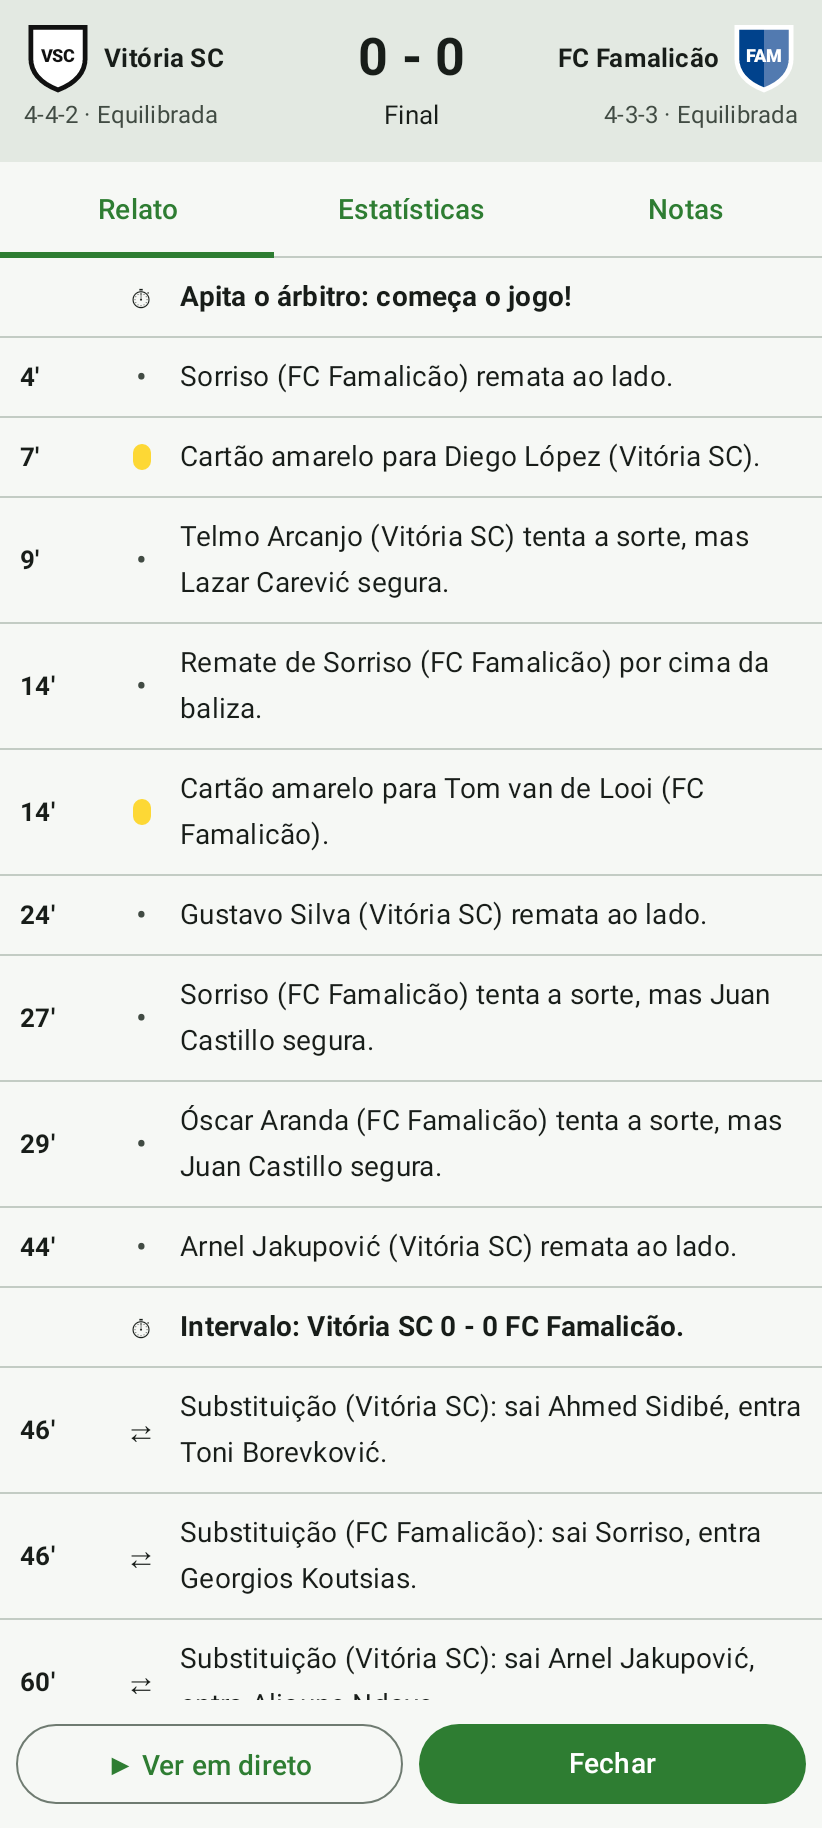 VSC Vitória SC 0 - 0 FC Famalicão FAM
4-4-2 · Equilibrada Final 4-3-3 · Equilibrada
Relato Estatísticas Notas
Apita o árbitro: começa o jogo!
4' • Sorriso (FC Famalicão) remata ao lado.
7' Cartão amarelo para Diego López (Vitória SC).
9' • Telmo Arcanjo (Vitória SC) tenta a sorte, mas
Lazar Carević segura.
14' • Remate de Sorriso (FC Famalicão) por cima da
baliza.
14' Cartão amarelo para Tom van de Looi (FC
Famalicão).
24' • Gustavo Silva (Vitória SC) remata ao lado.
27' • Sorriso (FC Famalicão) tenta a sorte, mas Juan
Castillo segura.
29' • Óscar Aranda (FC Famalicão) tenta a sorte, mas
Juan Castillo segura.
44' • Arnel Jakupović (Vitória SC) remata ao lado.
Intervalo: Vitória SC 0 - 0 FC Famalicão.
46' Substituição (Vitória SC): sai Ahmed Sidibé, entra
Toni Borevković.
46' Substituição (FC Famalicão): sai Sorriso, entra
Georgios Koutsias.
60' Substituição (Vitória SC): sai Arnel Jakupović,
► Ver em direto Fechar